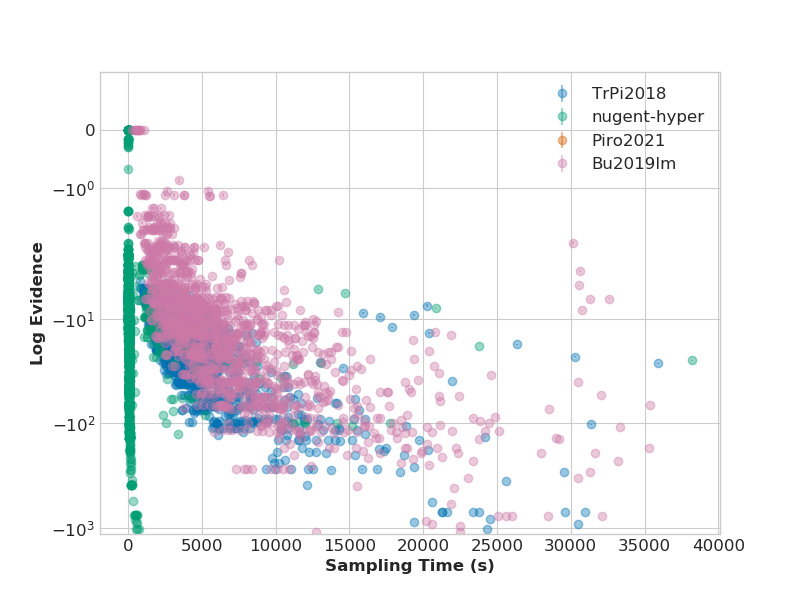 TrPi2018
nugent-hyper
Piro2021
Bu2019lm
0
−10⁰
−10¹
−10²
−10³
Log Evidence
0 5000 10000 15000 20000 25000 30000 35000 40000
Sampling Time (s)